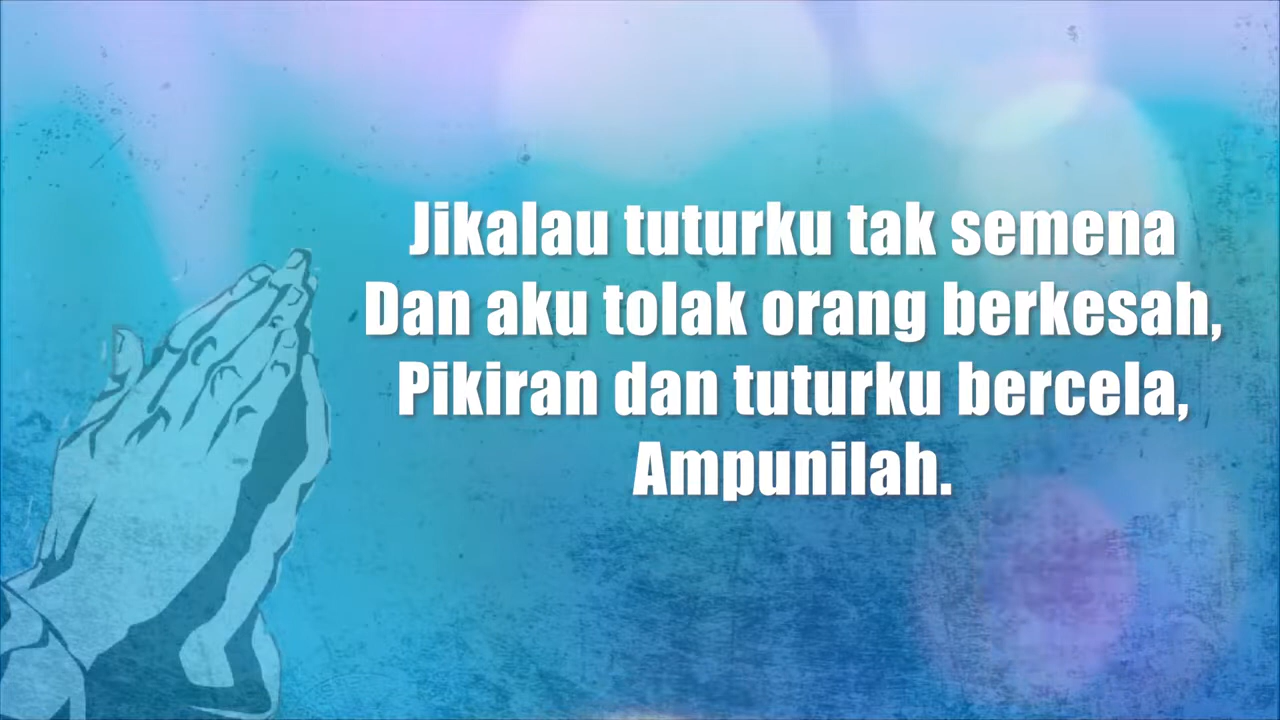 Jikalau tuturku tak semena
Dan aku tolak orang berkesah,
Pikiran dan tuturku bercela,
Ampunilah.